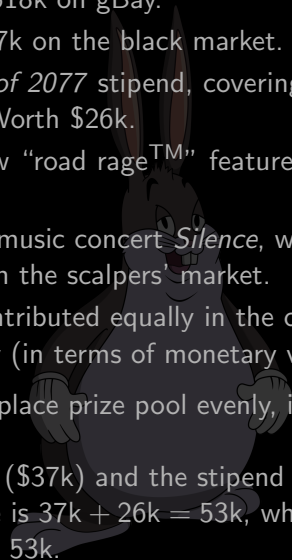 $18k on gBay.
7k on the black market.
of 2077 stipend, covering
Worth $26k.
w “road rage™” feature
music concert Silence, w
n the scalpers’ market.
ntributed equally in the c
(in terms of monetary v
place prize pool evenly, i
($37k) and the stipend
e is 37k + 26k = 53k, wh
53k.